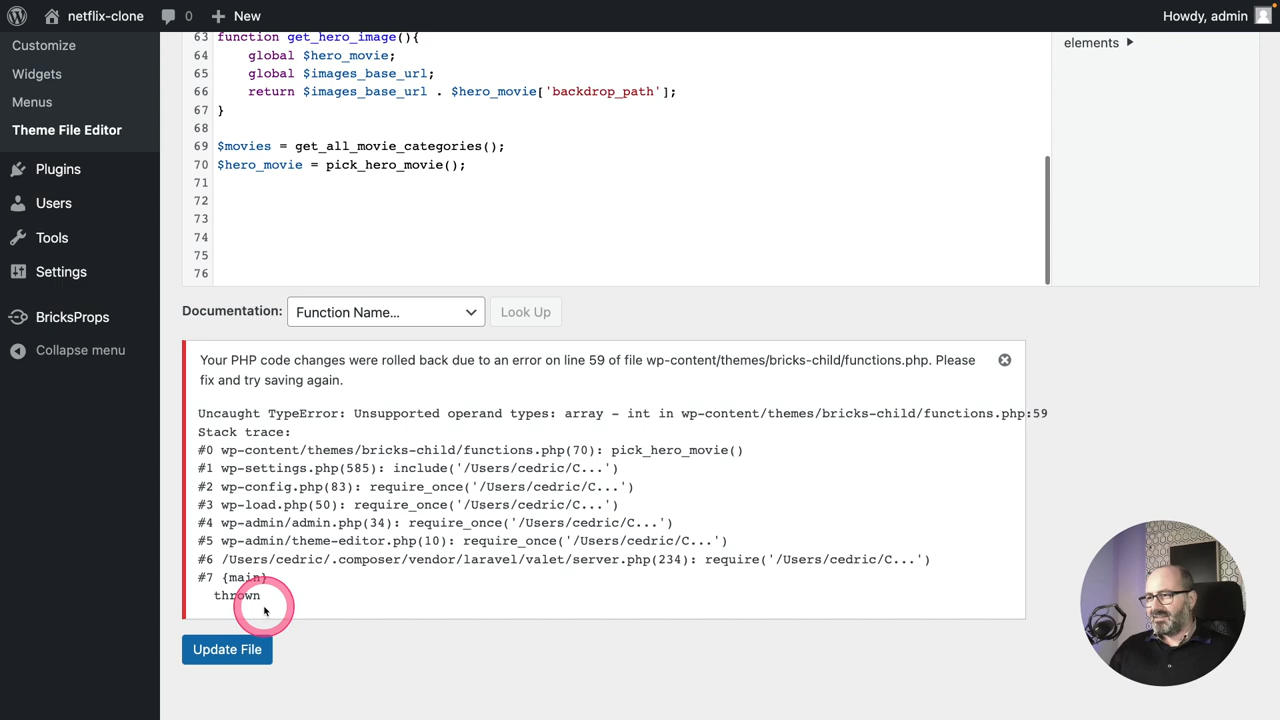 netflix-clone
0
New
Howdy, admin
Customize
Widgets
Menus
Theme File Editor
Plugins
Users
Tools
Settings
BricksProps
Collapse menu
63 function get_hero_image(){
64 global $hero_movie;
65 global $images_base_url;
66 return $images_base_url . $hero_movie['backdrop_path'];
67 }
68
69 $movies = get_all_movie_categories();
70 $hero_movie = pick_hero_movie();
71
72
73
74
75
76
elements
Documentation:
Function Name...
Look Up
Your PHP code changes were rolled back due to an error on line 59 of file wp-content/themes/bricks-child/functions.php. Please
fix and try saving again.
Uncaught TypeError: Unsupported operand types: array - int in wp-content/themes/bricks-child/functions.php:59
Stack trace:
#0 wp-content/themes/bricks-child/functions.php(70): pick_hero_movie()
#1 wp-settings.php(585): include('/Users/cedric/C...')
#2 wp-config.php(83): require_once('/Users/cedric/C...')
#3 wp-load.php(50): require_once('/Users/cedric/C...')
#4 wp-admin/admin.php(34): require_once('/Users/cedric/C...')
#5 wp-admin/theme-editor.php(10): require_once('/Users/cedric/C...')
#6 /Users/cedric/.composer/vendor/laravel/valet/server.php(234): require('/Users/cedric/C...')
#7 {main}
thrown
Update File